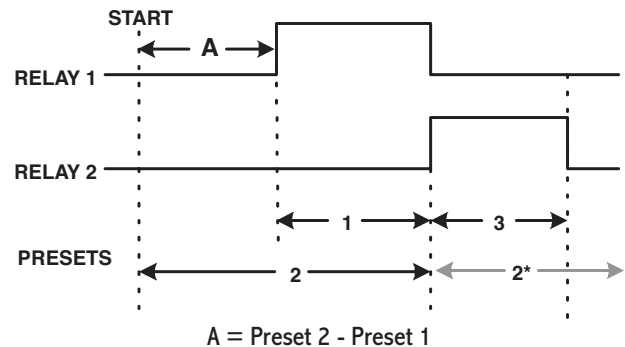 START
A
RELAY 1
RELAY 2
1
3
PRESETS
2
2*
A = Preset 2 - Preset 1